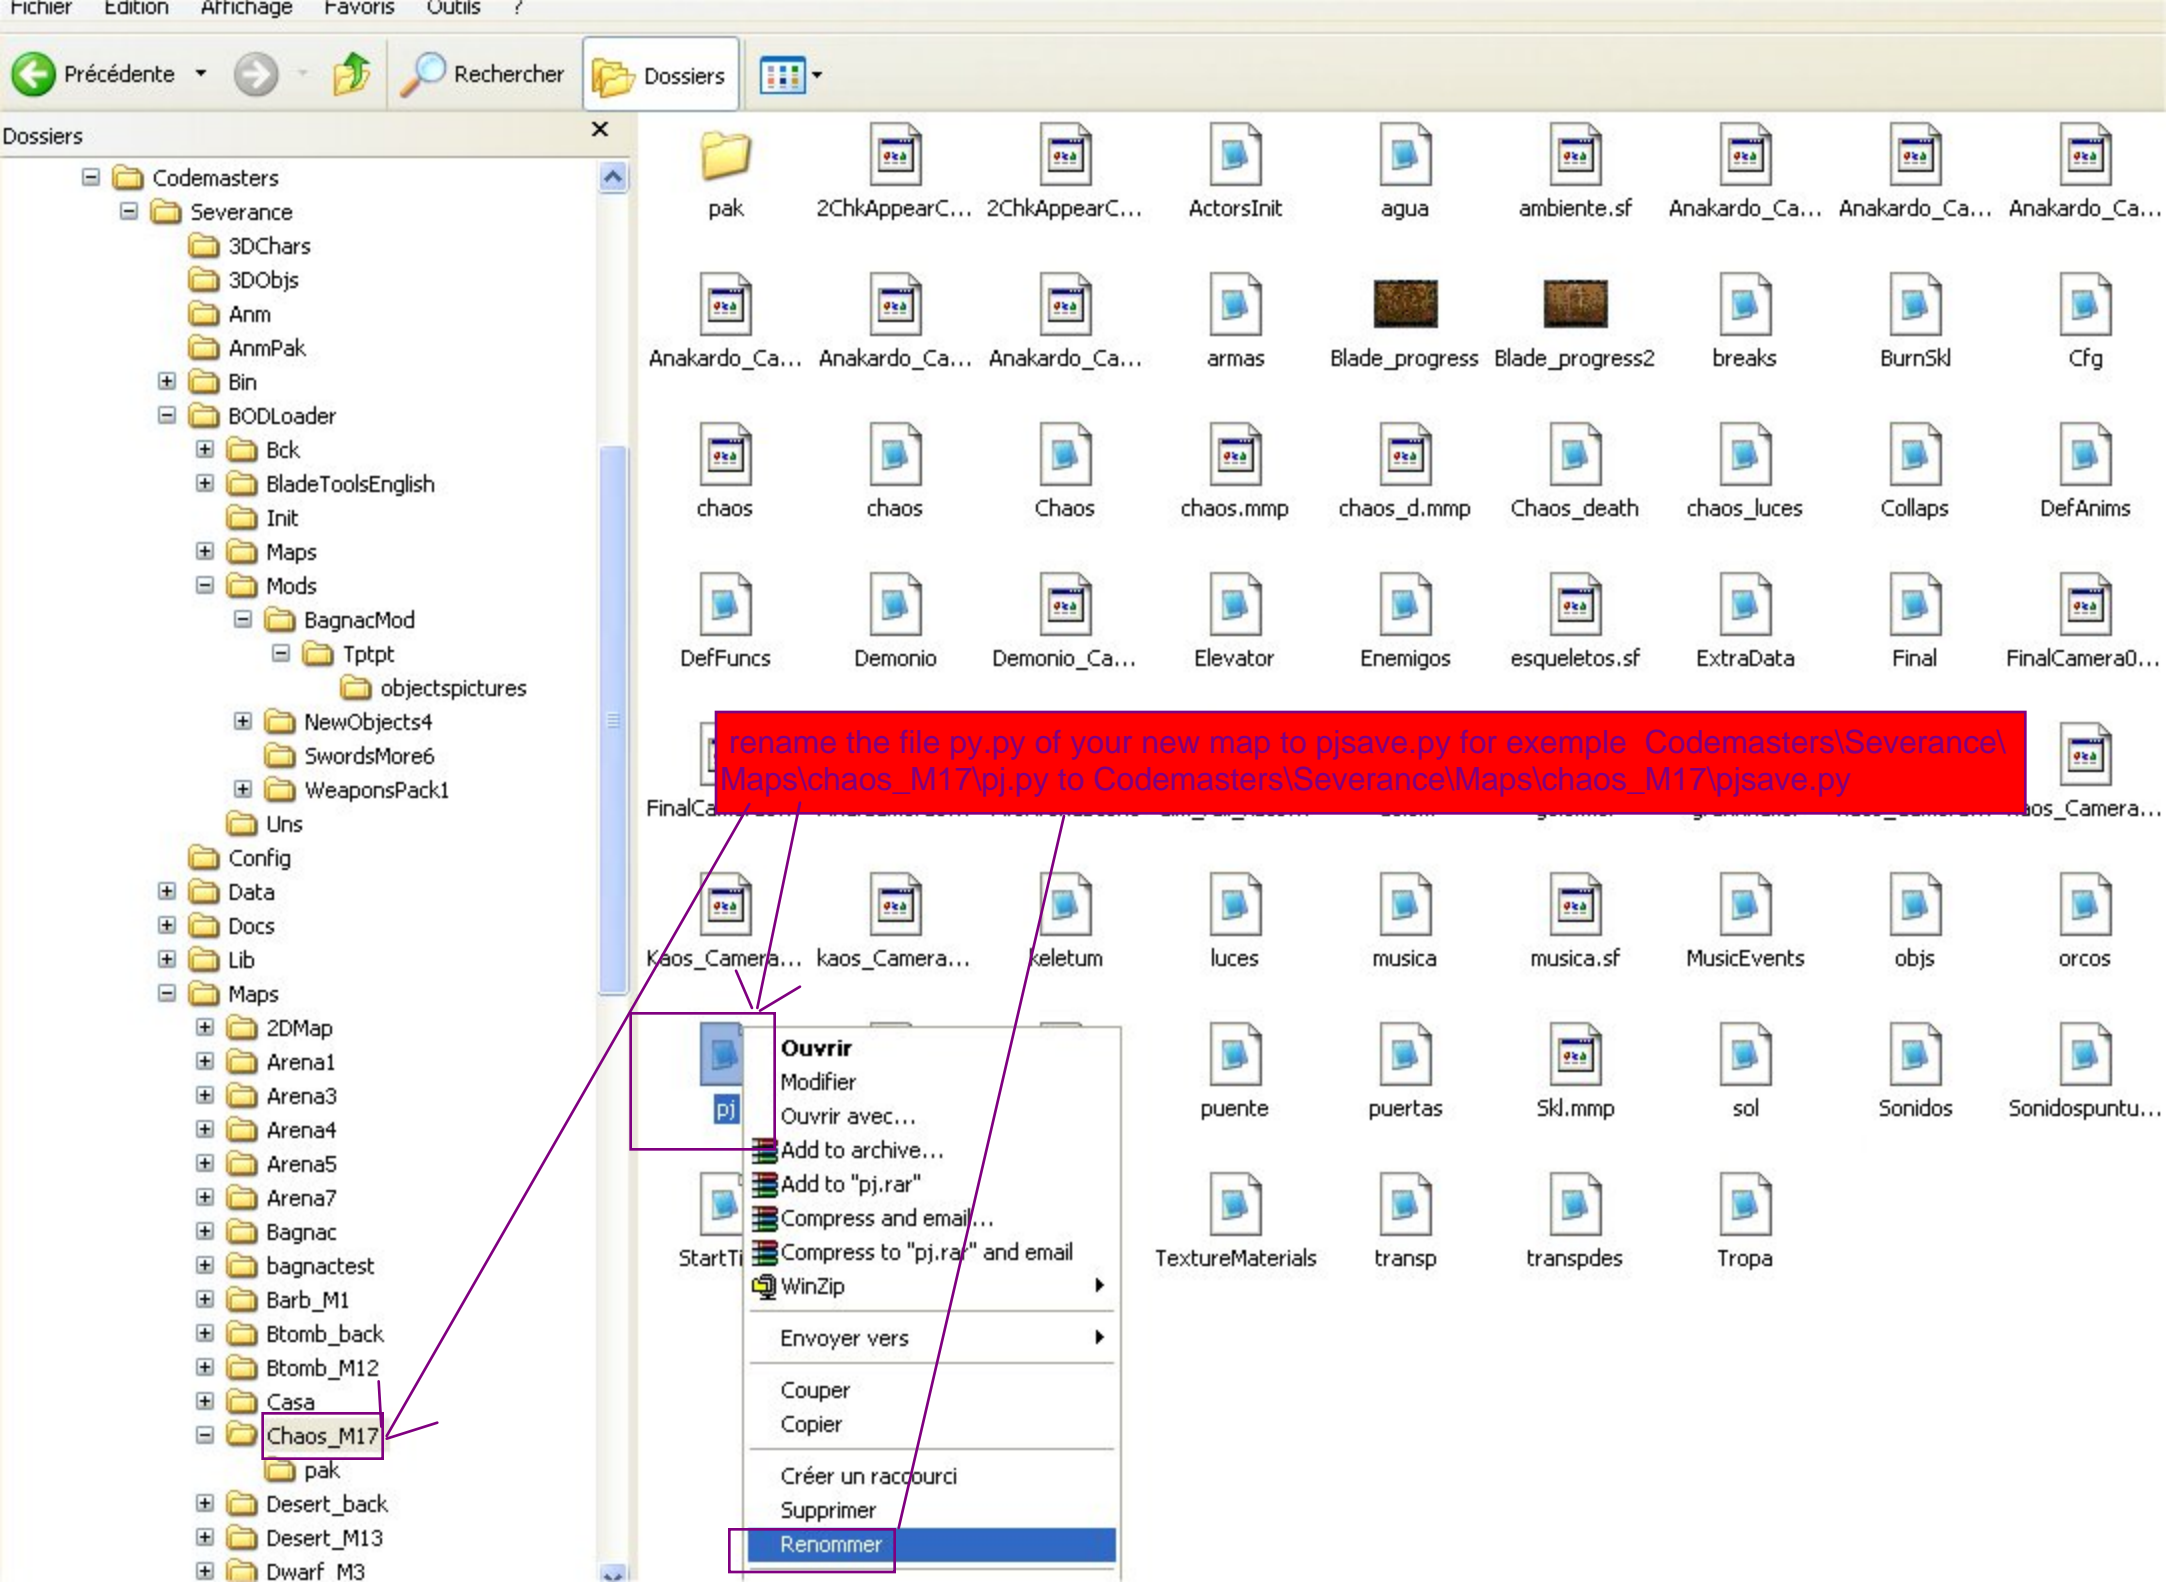 Fichier Edition Affichage Favoris Outils ?
Précédente Rechercher Dossiers
Dossiers
Codemasters
Severance
3DChars
3DObjs
Anm
AnmPak
Bin
BODLoader
Bck
BladeToolsEnglish
Init
Maps
Mods
BagnacMod
Tptpt
objectspictures
NewObjects4
SwordsMore6
WeaponsPack1
Uns
Config
Data
Docs
Lib
Maps
2DMap
Arena1
Arena3
Arena4
Arena5
Arena7
Bagnac
bagnactest
Barb_M1
Btomb_back
Btomb_M12
Casa
Chaos_M17
pak
Desert_back
Desert_M13
Dwarf_M3
pak 2ChkAppearC... 2ChkAppearC... ActorsInit agua ambiente.sf Anakardo_Ca... Anakardo_Ca... Anakardo_Ca...
Anakardo_Ca... Anakardo_Ca... Anakardo_Ca... armas Blade_progress Blade_progress2 breaks BurnSkl Cfg
chaos chaos Chaos chaos.mmp chaos_d.mmp Chaos_death chaos_luces Collaps DefAnims
DefFuncs Demonio Demonio_Ca... Elevator Enemigos esqueletos.sf ExtraData Final FinalCamera0...
rename the file py.py of your new map to pjsave.py for exemple Codemasters\Severance\
Maps\chaos_M17\pj.py to Codemasters\Severance\Maps\chaos_M17\pjsave.py
Kaos_Camera... kaos_Camera... keletum luces musica musica.sf MusicEvents objs orcos
pj puente puertas Skl.mmp sol Sonidos Sonidospuntu...
TextureMaterials transp transpdes Tropa
Ouvrir
Modifier
Ouvrir avec...
Add to archive...
Add to "pj.rar"
Compress and email...
Compress to "pj.rar" and email
WinZip
Envoyer vers
Couper
Copier
Créer un raccourci
Supprimer
Renommer